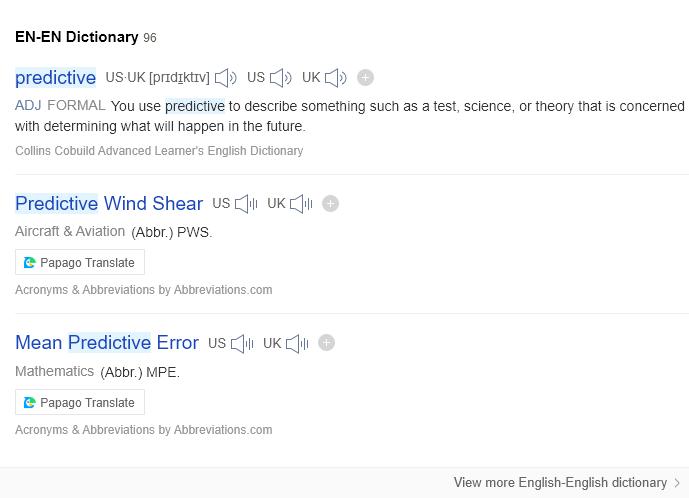 EN-EN Dictionary 96
predictive US·UK [prɪdɪktɪv] US UK
ADJ FORMAL You use predictive to describe something such as a test, science, or theory that is concerned
with determining what will happen in the future.
Collins Cobuild Advanced Learner's English Dictionary
Predictive Wind Shear US UK
Aircraft & Aviation (Abbr.) PWS.
Papago Translate
Acronyms & Abbreviations by Abbreviations.com
Mean Predictive Error US UK
Mathematics (Abbr.) MPE.
Papago Translate
Acronyms & Abbreviations by Abbreviations.com
View more English-English dictionary